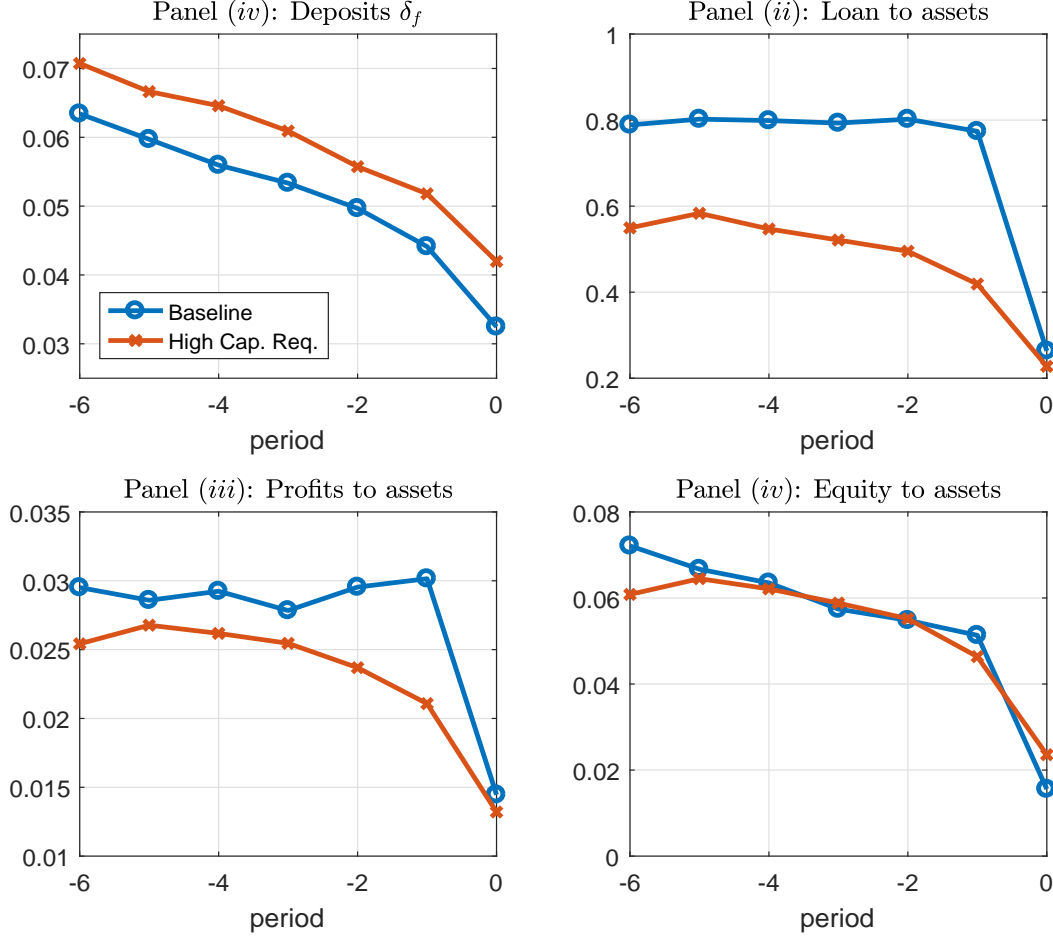 Panel (iv): Deposits δf
0.07
0.06
0.05
0.04
0.03
Baseline
High Cap. Req.
-6 -4 -2 0
period
Panel (ii): Loan to assets
1
0.8
0.6
0.4
0.2
-6 -4 -2 0
period
Panel (iii): Profits to assets
0.035
0.03
0.025
0.02
0.015
0.01
-6 -4 -2 0
period
Panel (iv): Equity to assets
0.08
0.06
0.04
0.02
0
-6 -4 -2 0
period